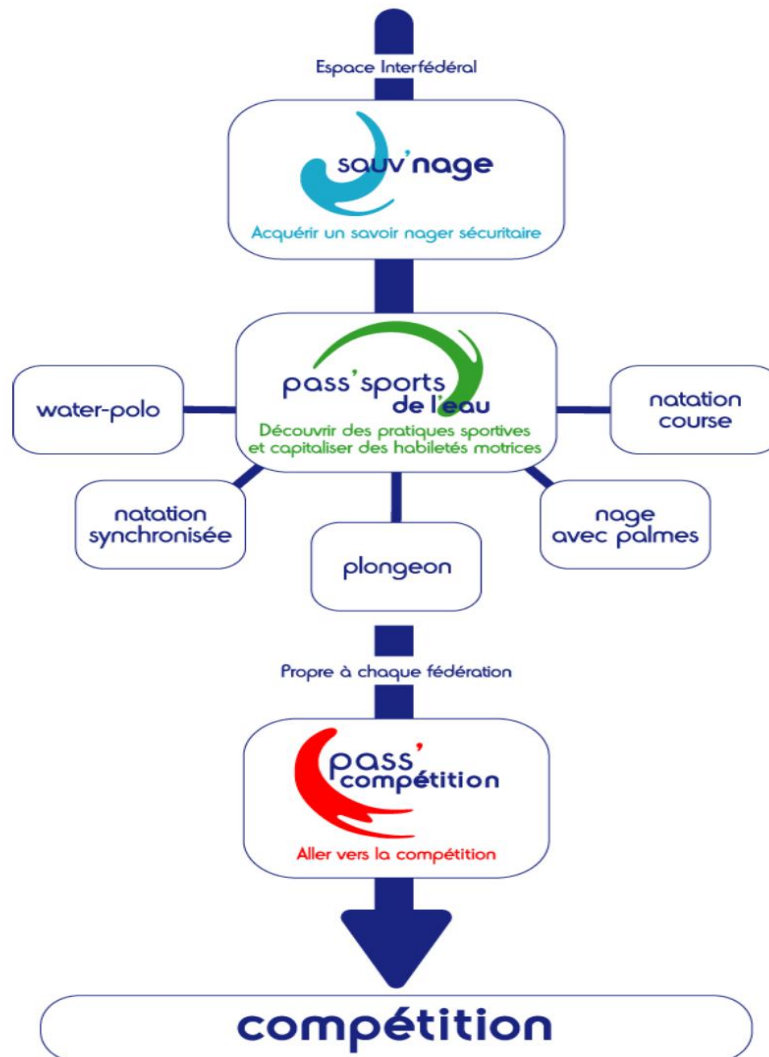 Espace Interfédéral
sauv'nage
Acquérir un savoir nager sécuritaire
pass'sports
de l'eau
Découvrir des pratiques sportives
et capitaliser des habiletés motrices
water-polo
natation
course
natation
synchronisée
nage
avec palmes
plongeon
Propre à chaque fédération
pass'
compétition
Aller vers la compétition
compétition